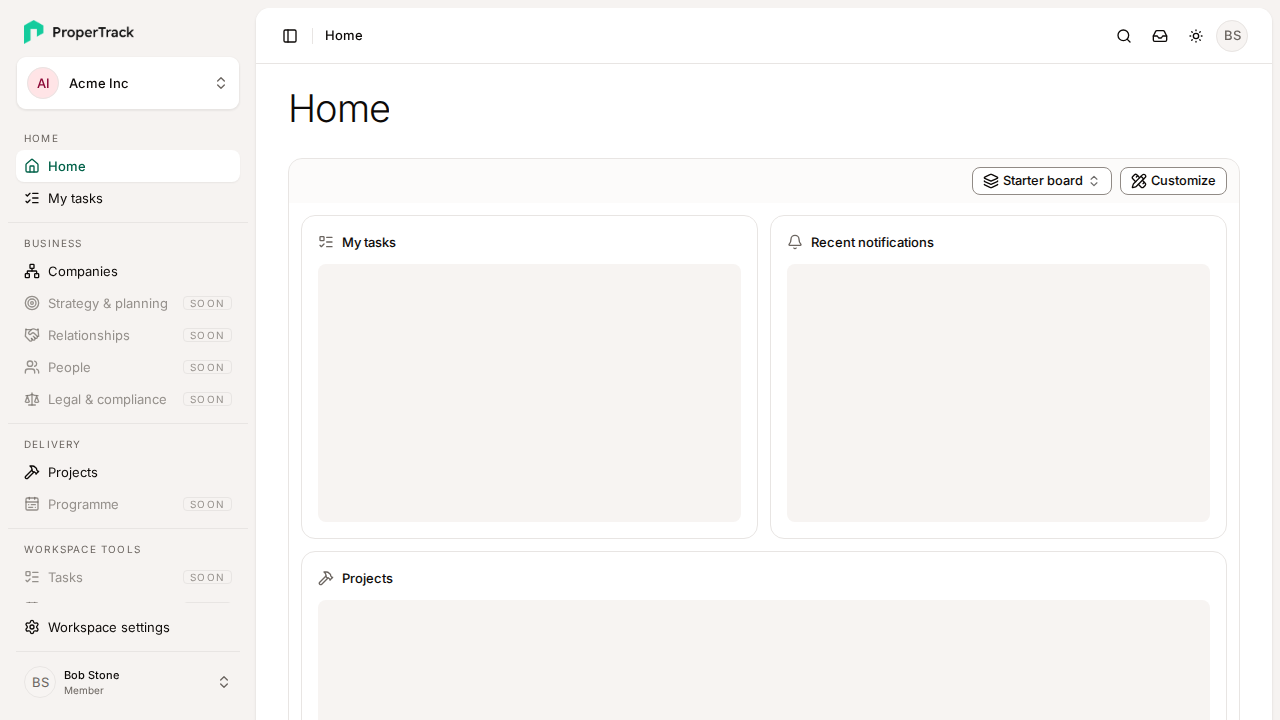 ProperTrack
AI
Acme Inc
HOME
Home
My tasks
BUSINESS
Companies
Strategy & planning SOON
Relationships SOON
People SOON
Legal & compliance SOON
DELIVERY
Projects
Programme SOON
WORKSPACE TOOLS
Tasks SOON
Workspace settings
BS
Bob Stone
Member
Home
BS
Home
Starter board
Customize
My tasks
Recent notifications
Projects